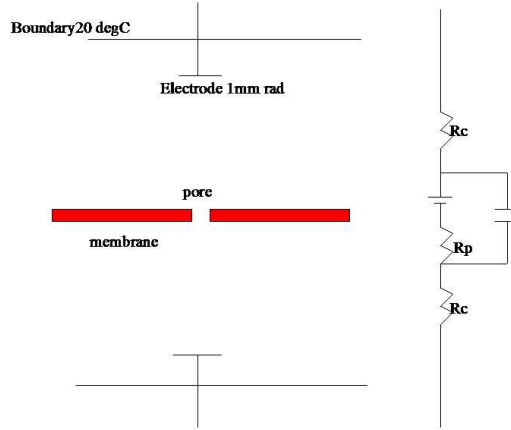 Boundary20 degC
Electrode 1mm rad
Rc
pore
membrane
Rp
Rc